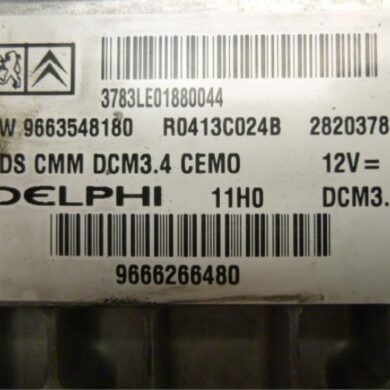 3783LE01880044
W 9663548180 R0413C024B 2820378
DS CMM DCM3.4 CEMO 12V=
DELPHI 11H0 DCM3.
9666266480